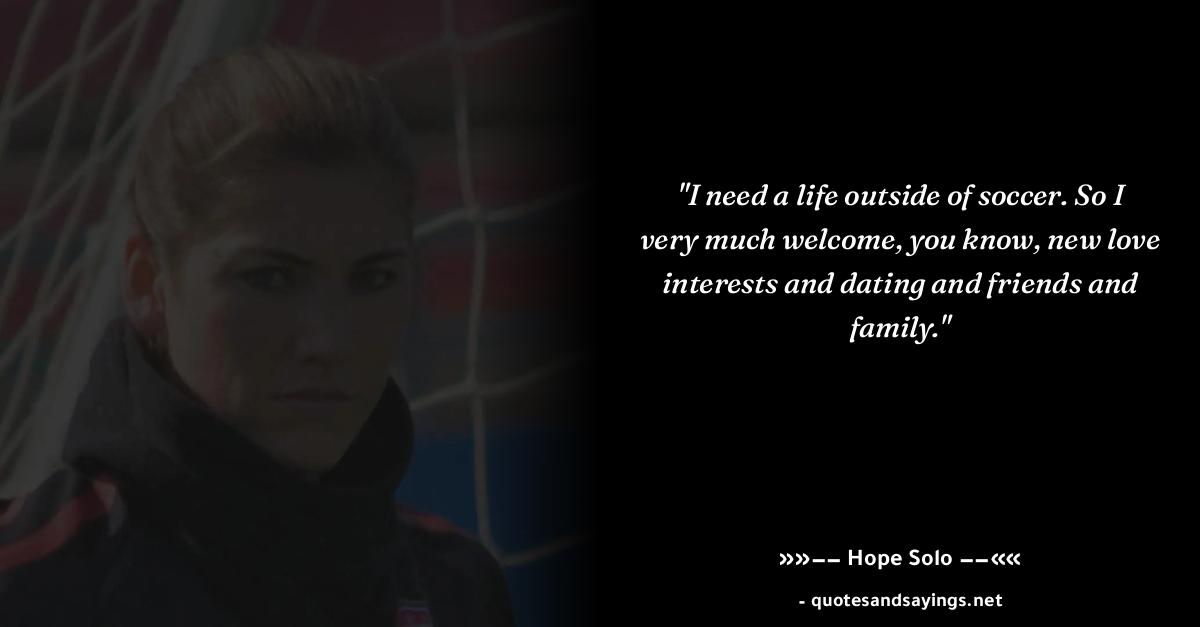 "I need a life outside of soccer. So I
very much welcome, you know, new love
interests and dating and friends and
family."
»»−− Hope Solo −−««
- quotesandsayings.net